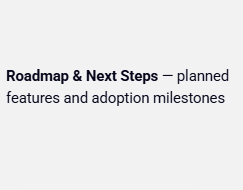 Roadmap & Next Steps — planned
features and adoption milestones